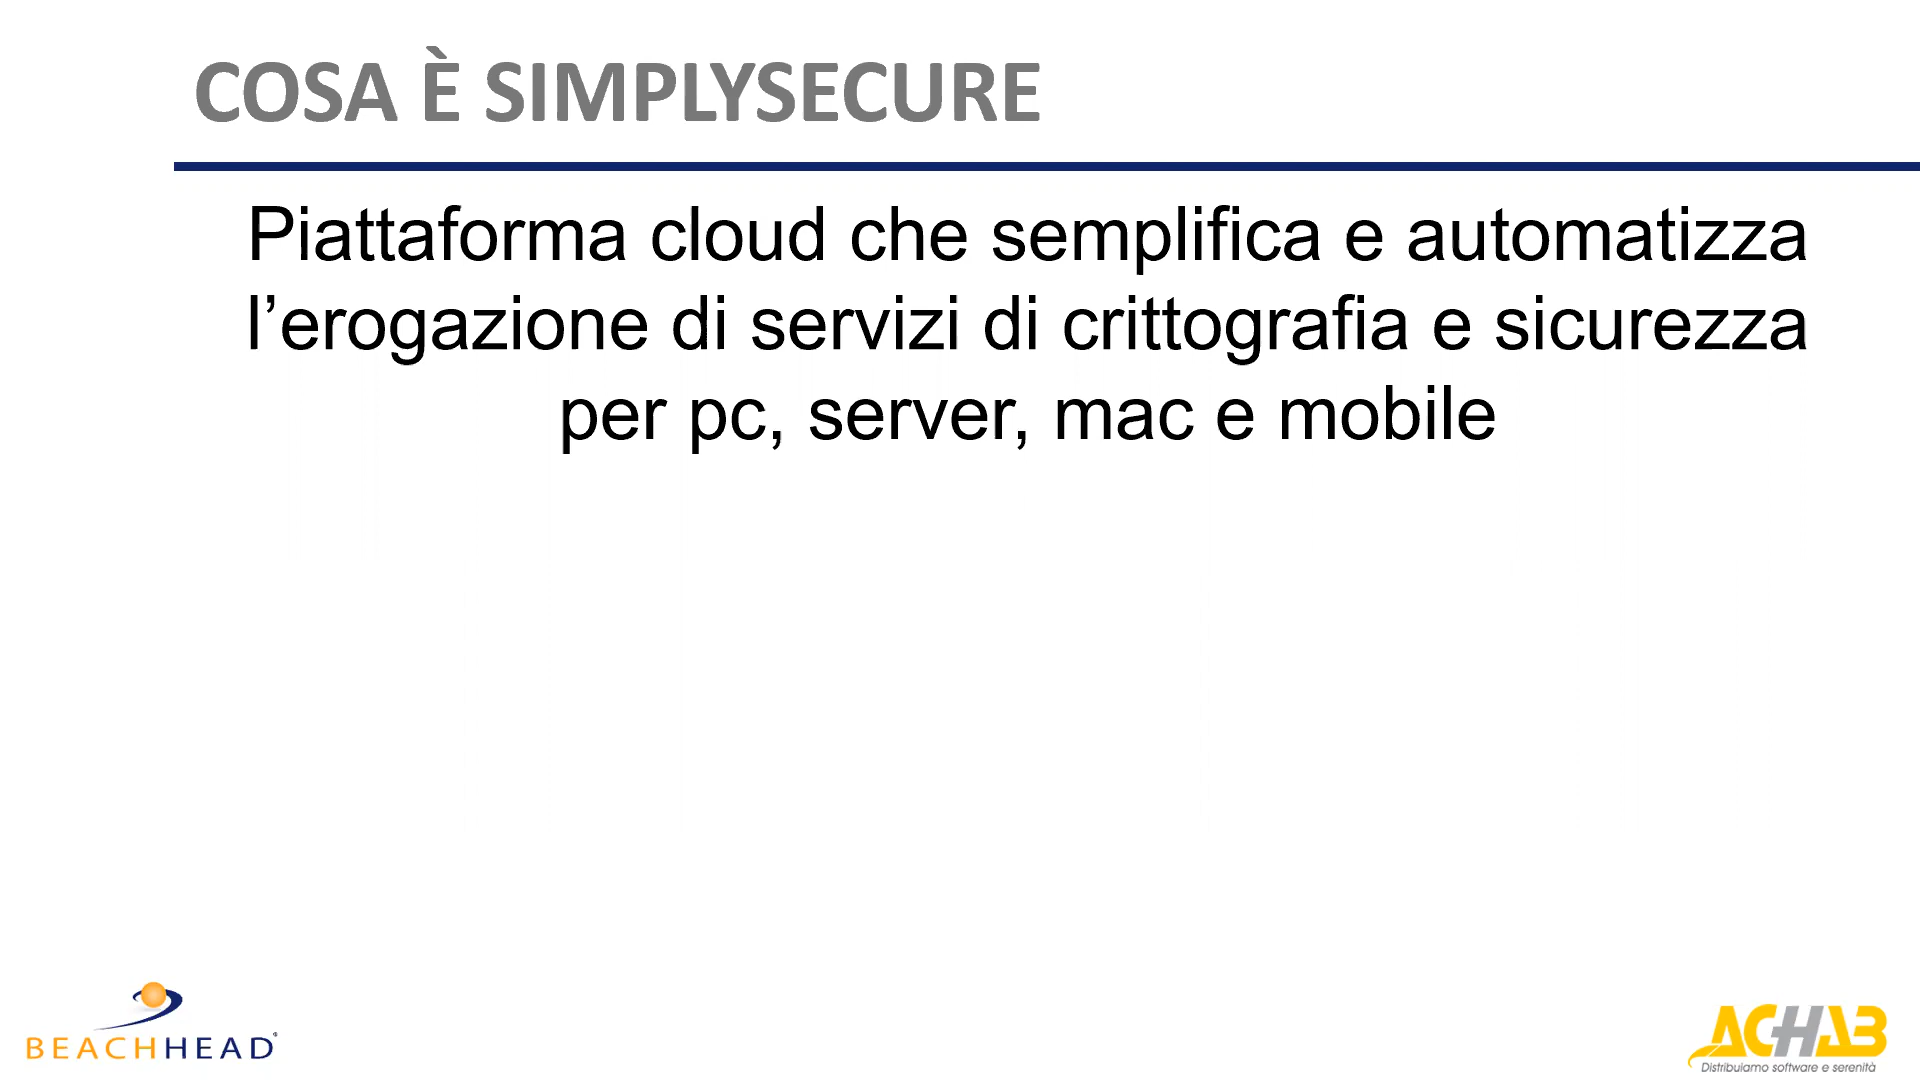 COSA È SIMPLYSECURE
Piattaforma cloud che semplifica e automatizza
l’erogazione di servizi di crittografia e sicurezza
per pc, server, mac e mobile
BEACHHEAD®
ACHAB
Distribuiamo software e serenità